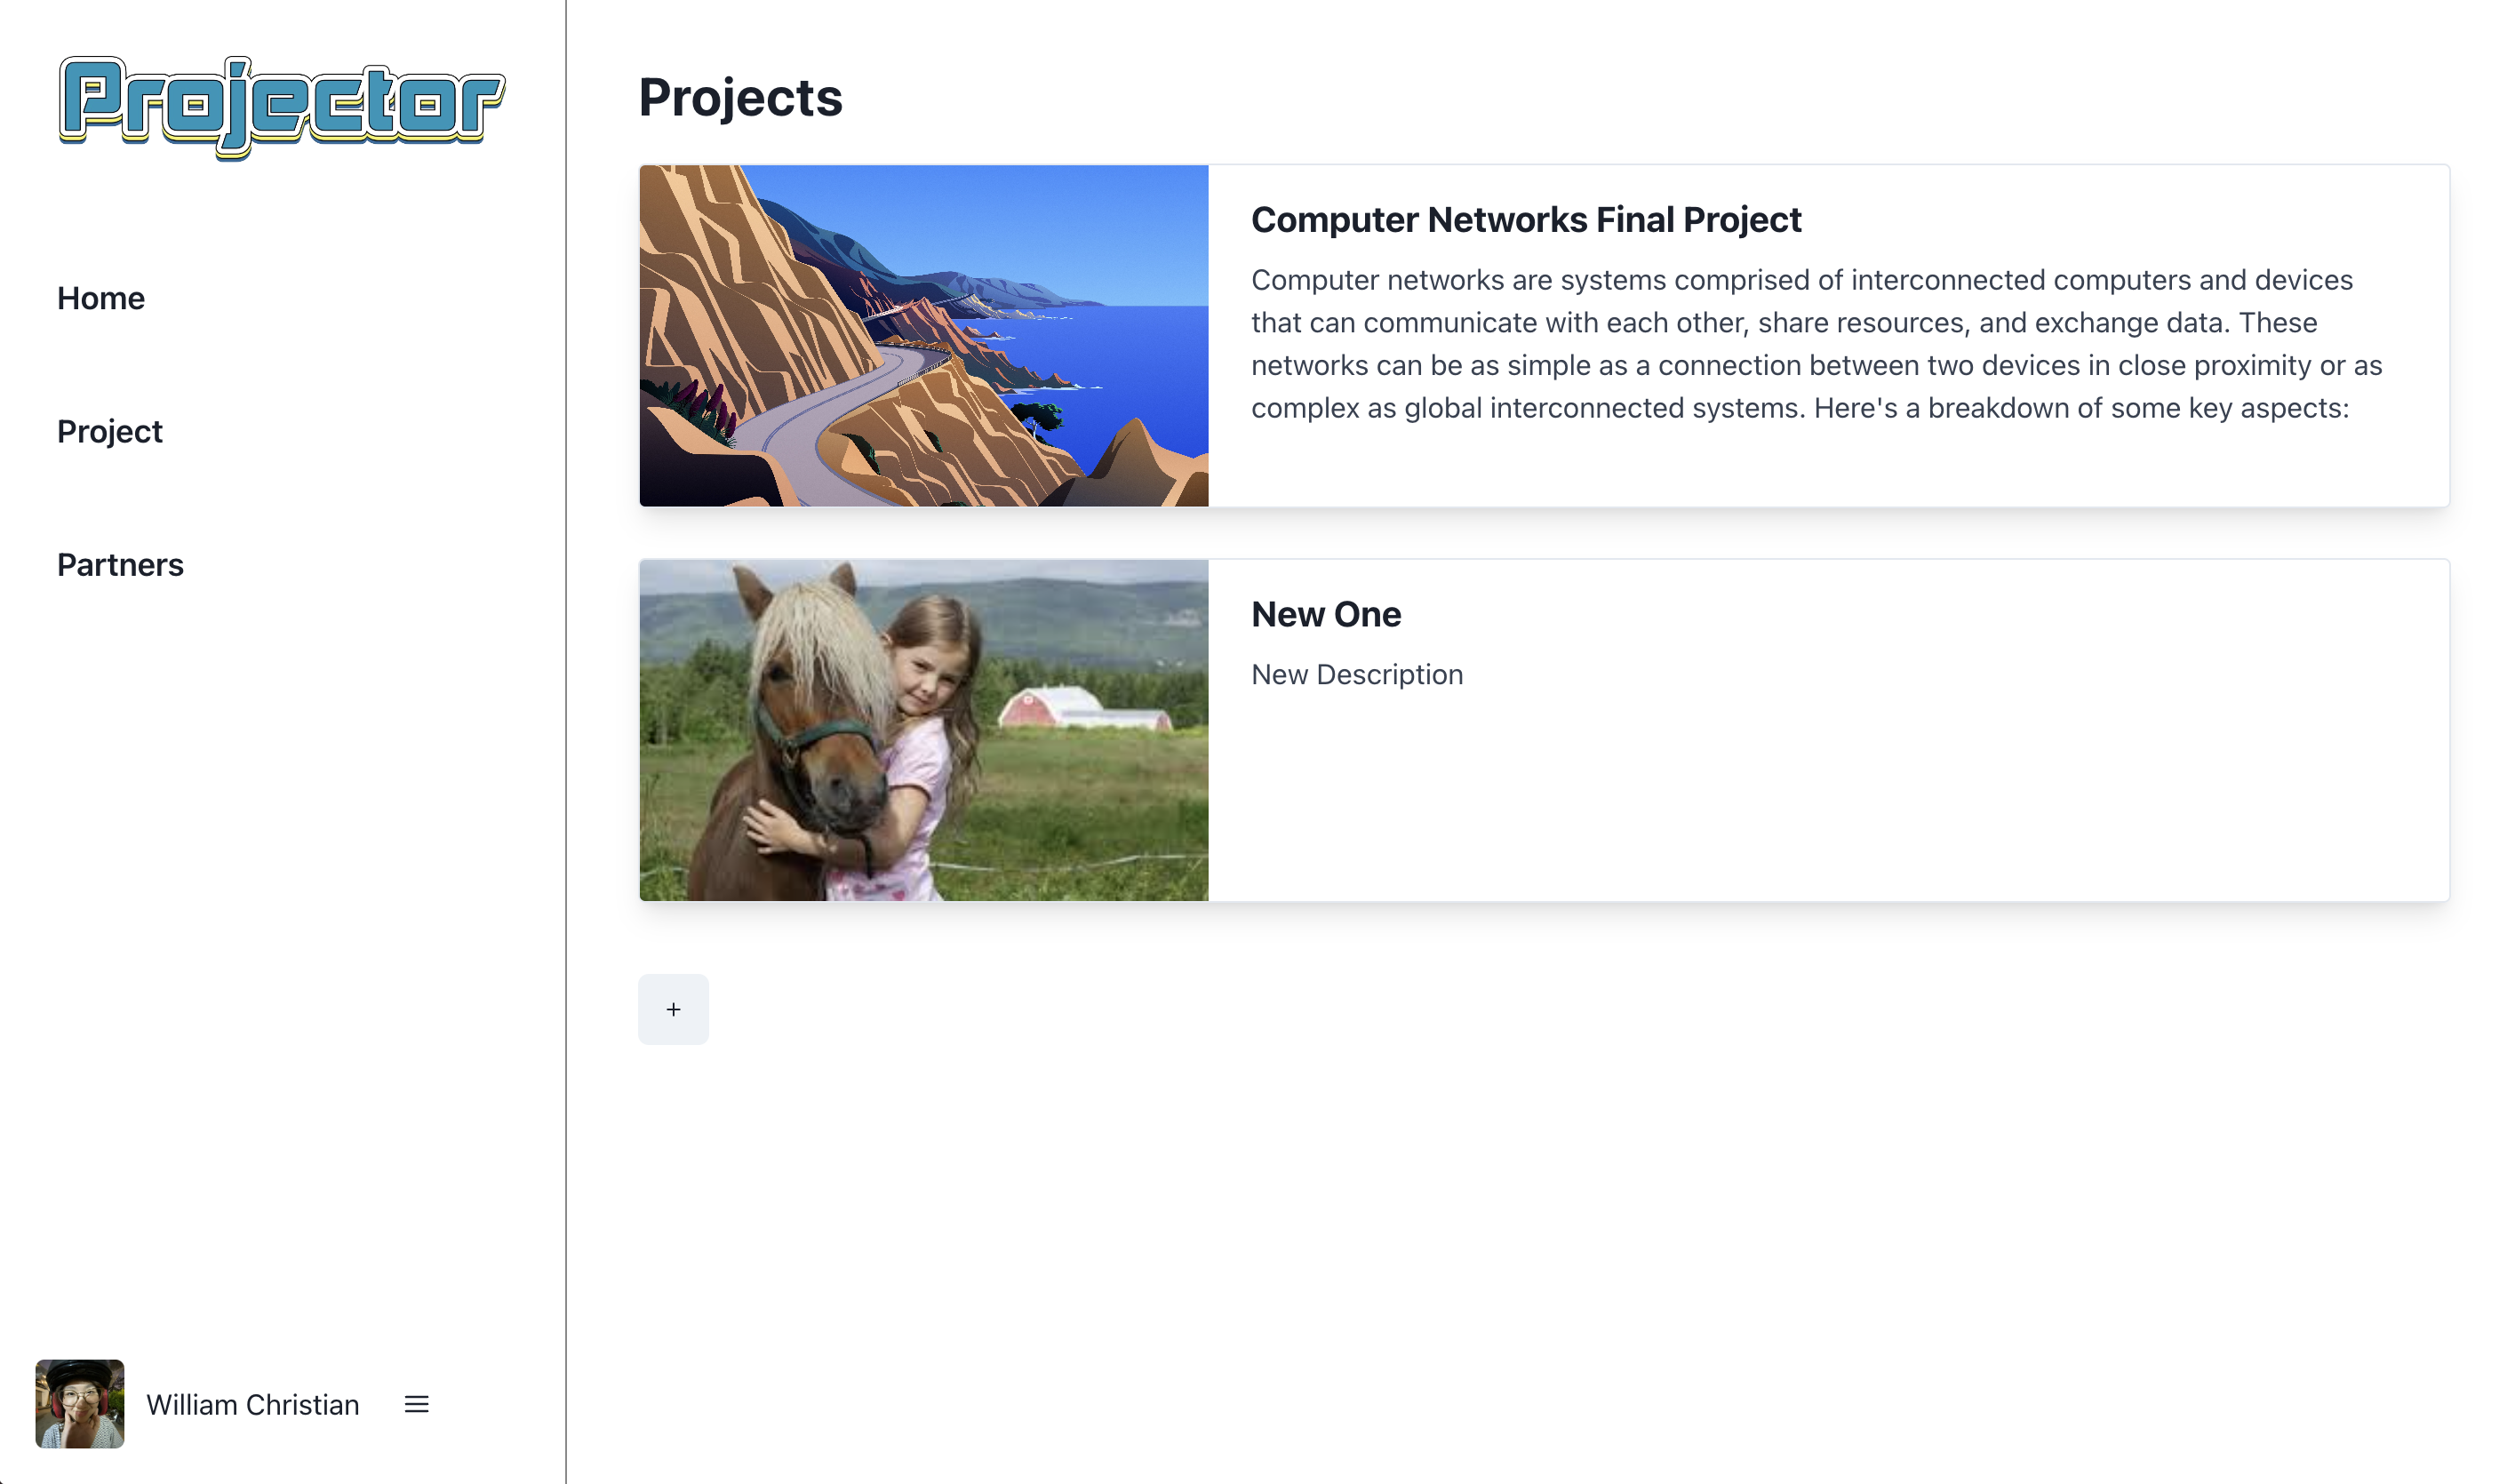 Projector
Home
Project
Partners
William Christian
Projects
Computer Networks Final Project
Computer networks are systems comprised of interconnected computers and devices
that can communicate with each other, share resources, and exchange data. These
networks can be as simple as a connection between two devices in close proximity or as
complex as global interconnected systems. Here's a breakdown of some key aspects:
New One
New Description
+